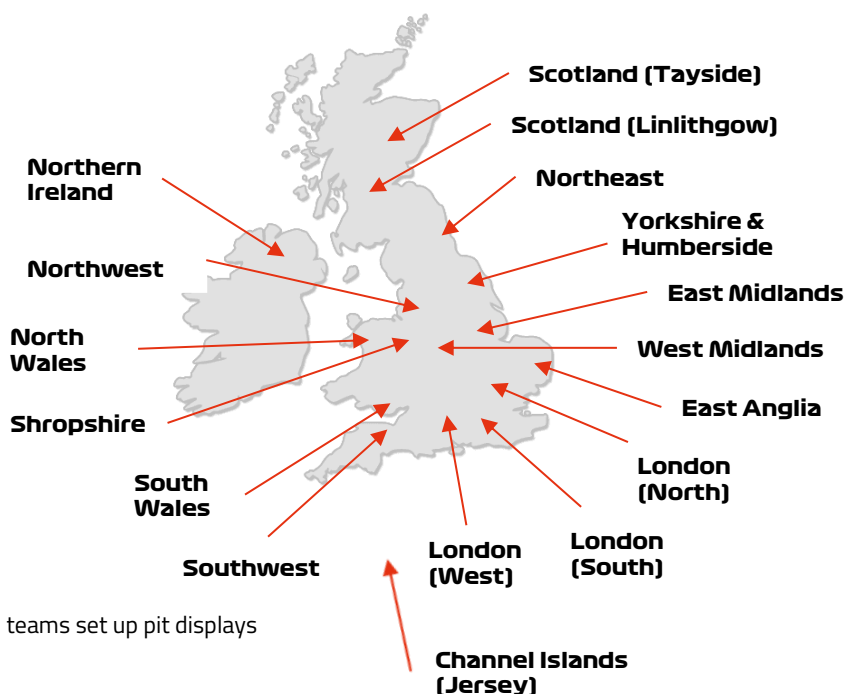 Scotland (Tayside)
Scotland (Linlithgow)
Northern
Ireland
Northeast
Yorkshire &
Humberside
Northwest
East Midlands
North
Wales
West Midlands
East Anglia
Shropshire
London
(North)
South
Wales
London
(South)
London
(West)
Southwest
teams set up pit displays
Channel Islands
(Jersey)